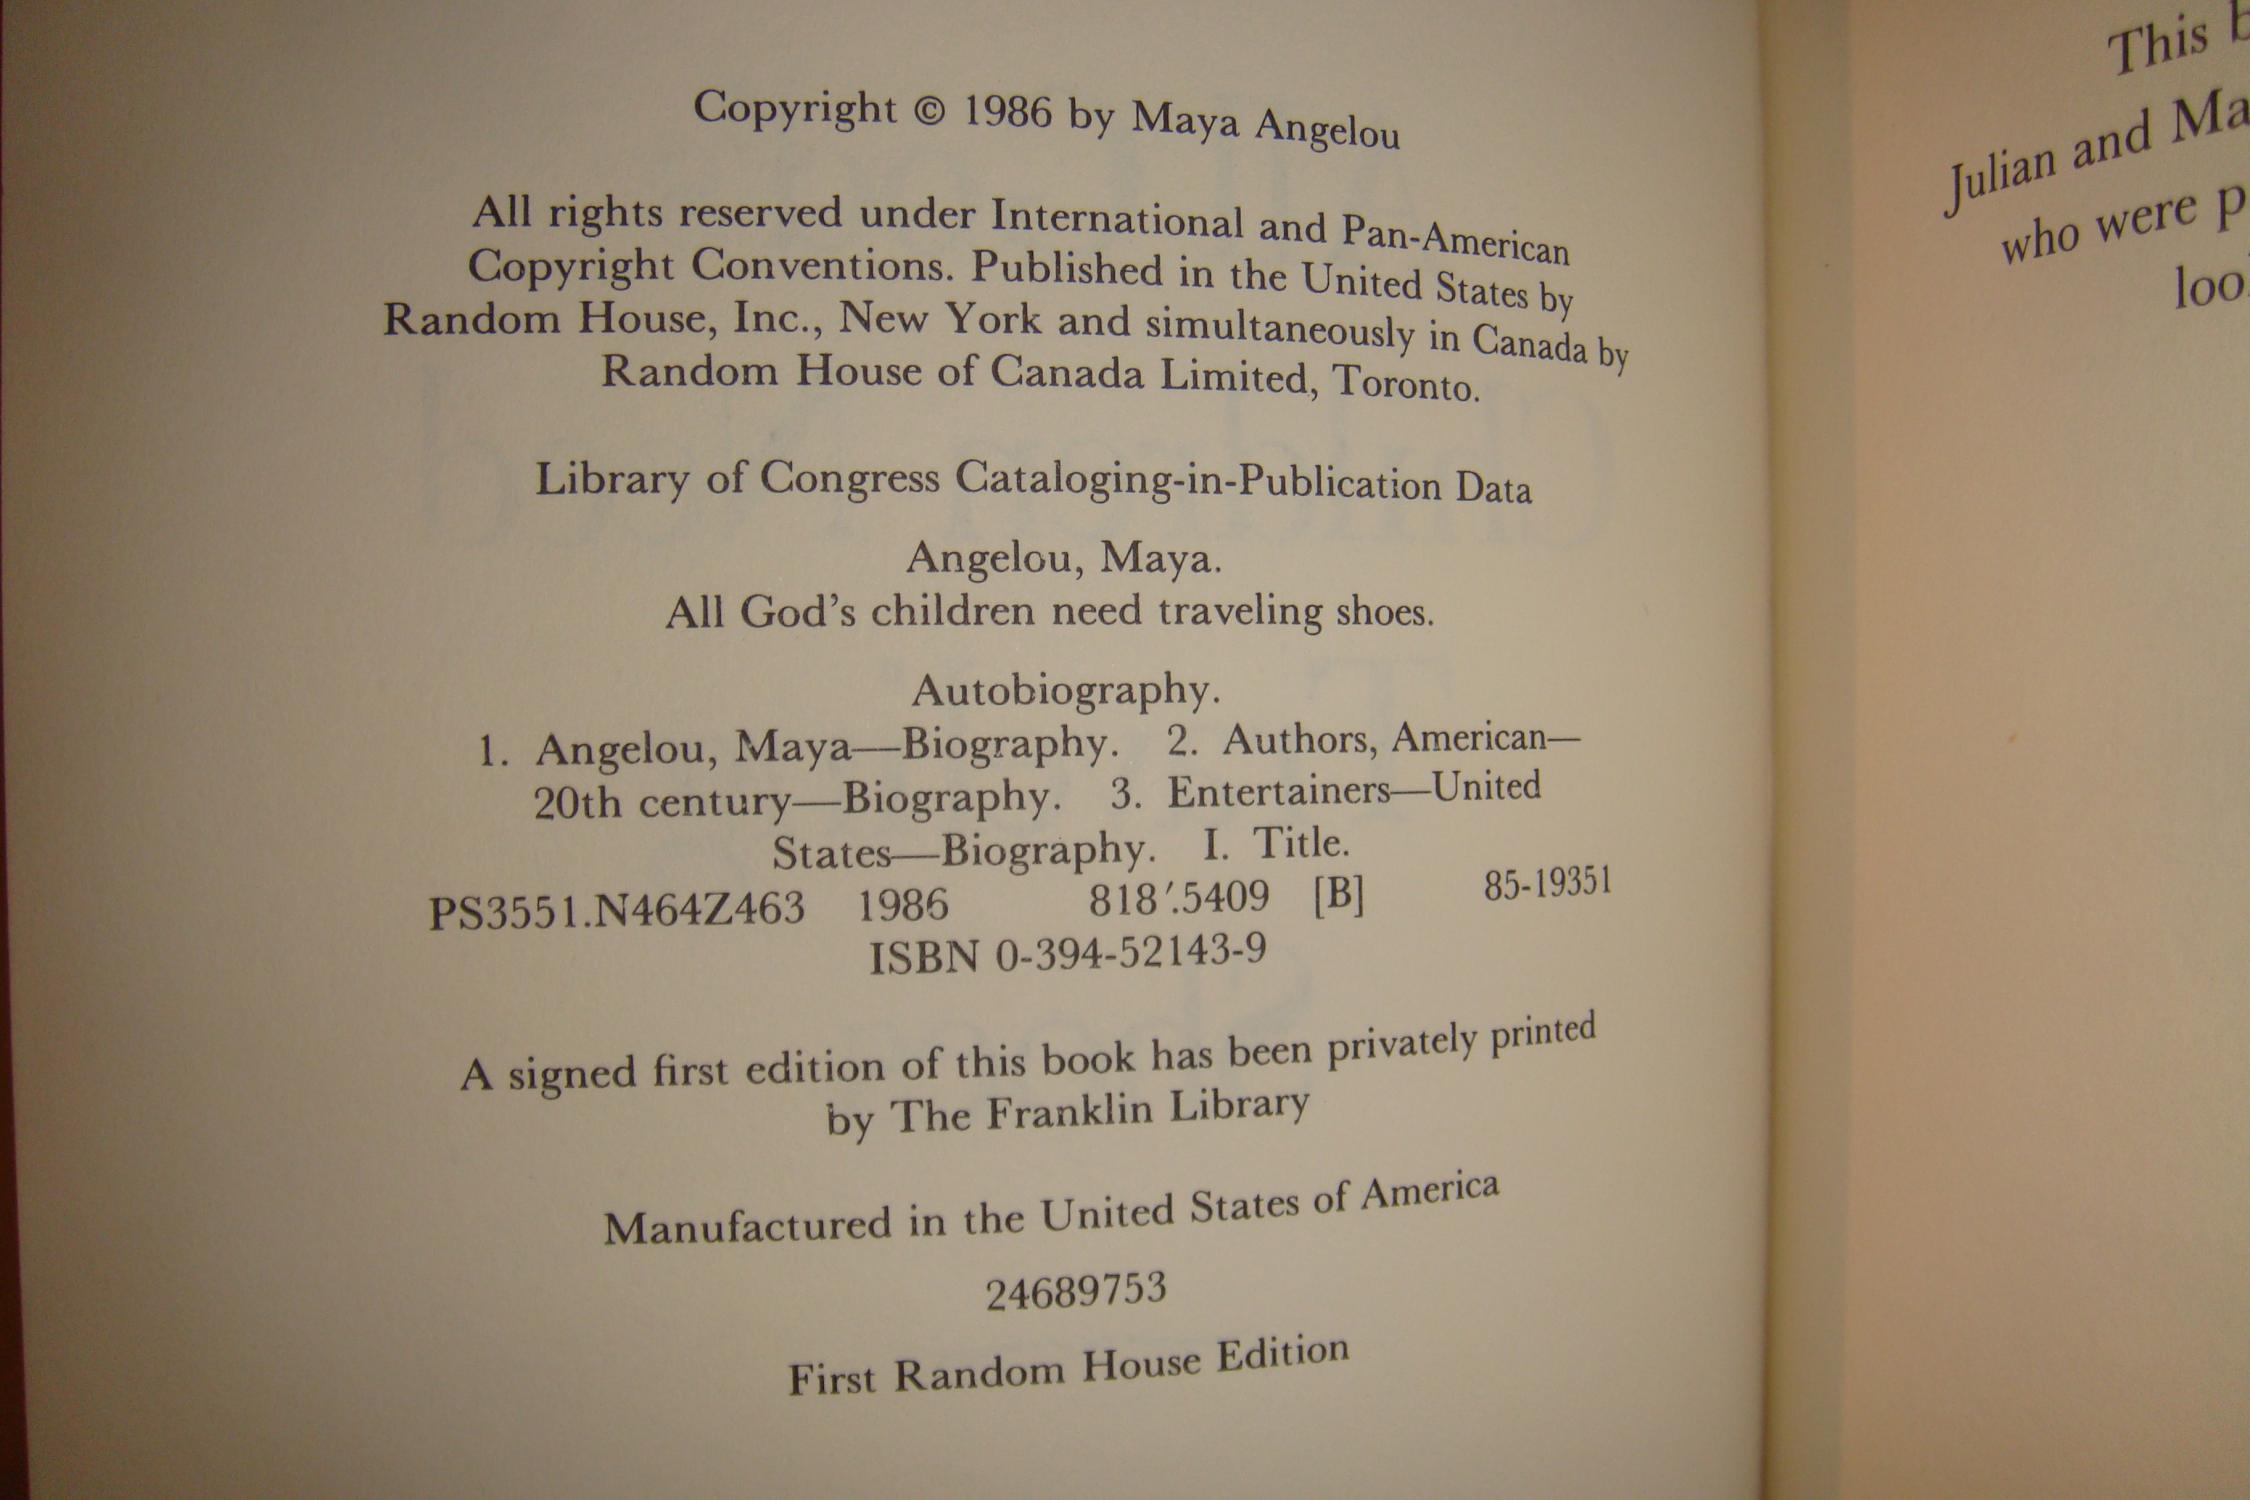 Copyright © 1986 by Maya Angelou
All rights reserved under International and Pan-American
Copyright Conventions. Published in the United States by
Random House, Inc., New York and simultaneously in Canada by
Random House of Canada Limited, Toronto.
Library of Congress Cataloging-in-Publication Data
Angelou, Maya.
All God's children need traveling shoes.
Autobiography.
1. Angelou, Maya—Biography. 2. Authors, American—
20th century—Biography. 3. Entertainers—United
States—Biography. I. Title.
PS3551.N464Z463 1986 818′.5409 [B] 85-19351
ISBN 0-394-52143-9
A signed first edition of this book has been privately printed
by The Franklin Library
Manufactured in the United States of America
24689753
First Random House Edition
This
Julian and
who were